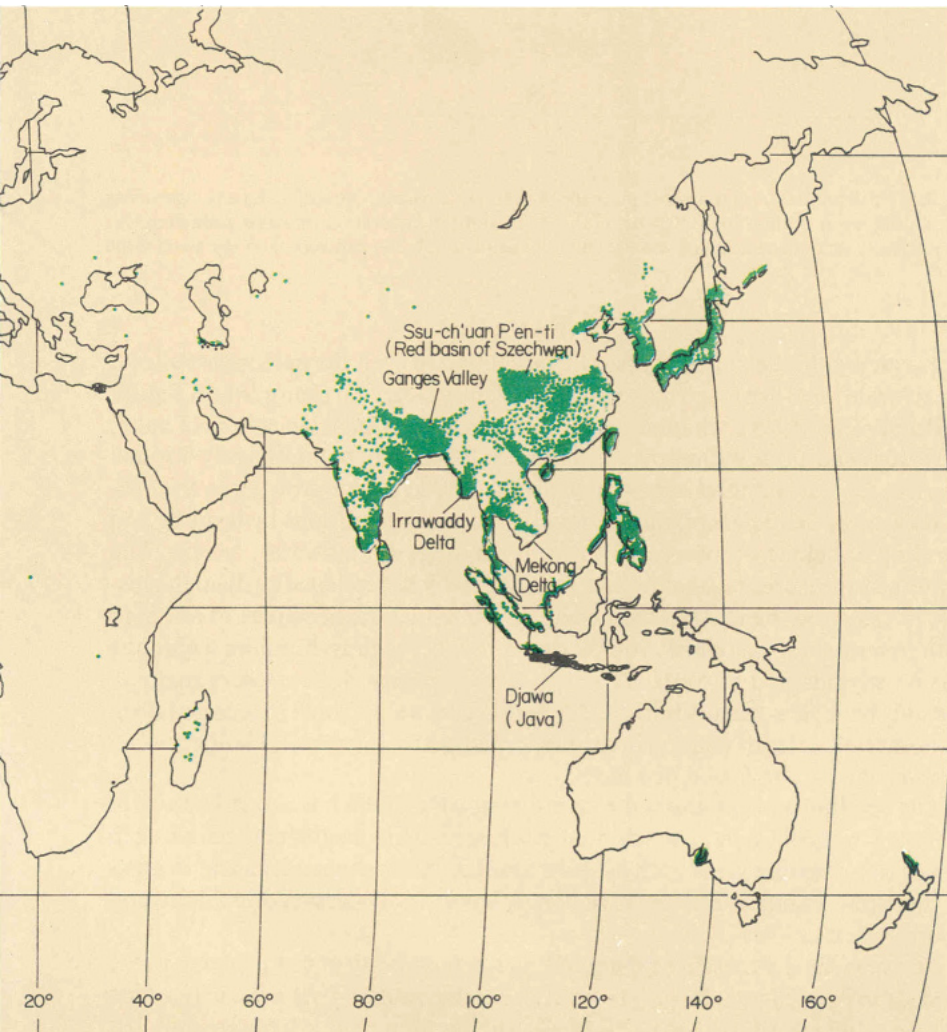 Ssu-ch'uan P'en-ti
(Red basin of Szechwen)
Ganges Valley
Irrawaddy
Delta
Mekong
Delta
Djawa
(Java)
20° 40° 60° 80° 100° 120° 140° 160°